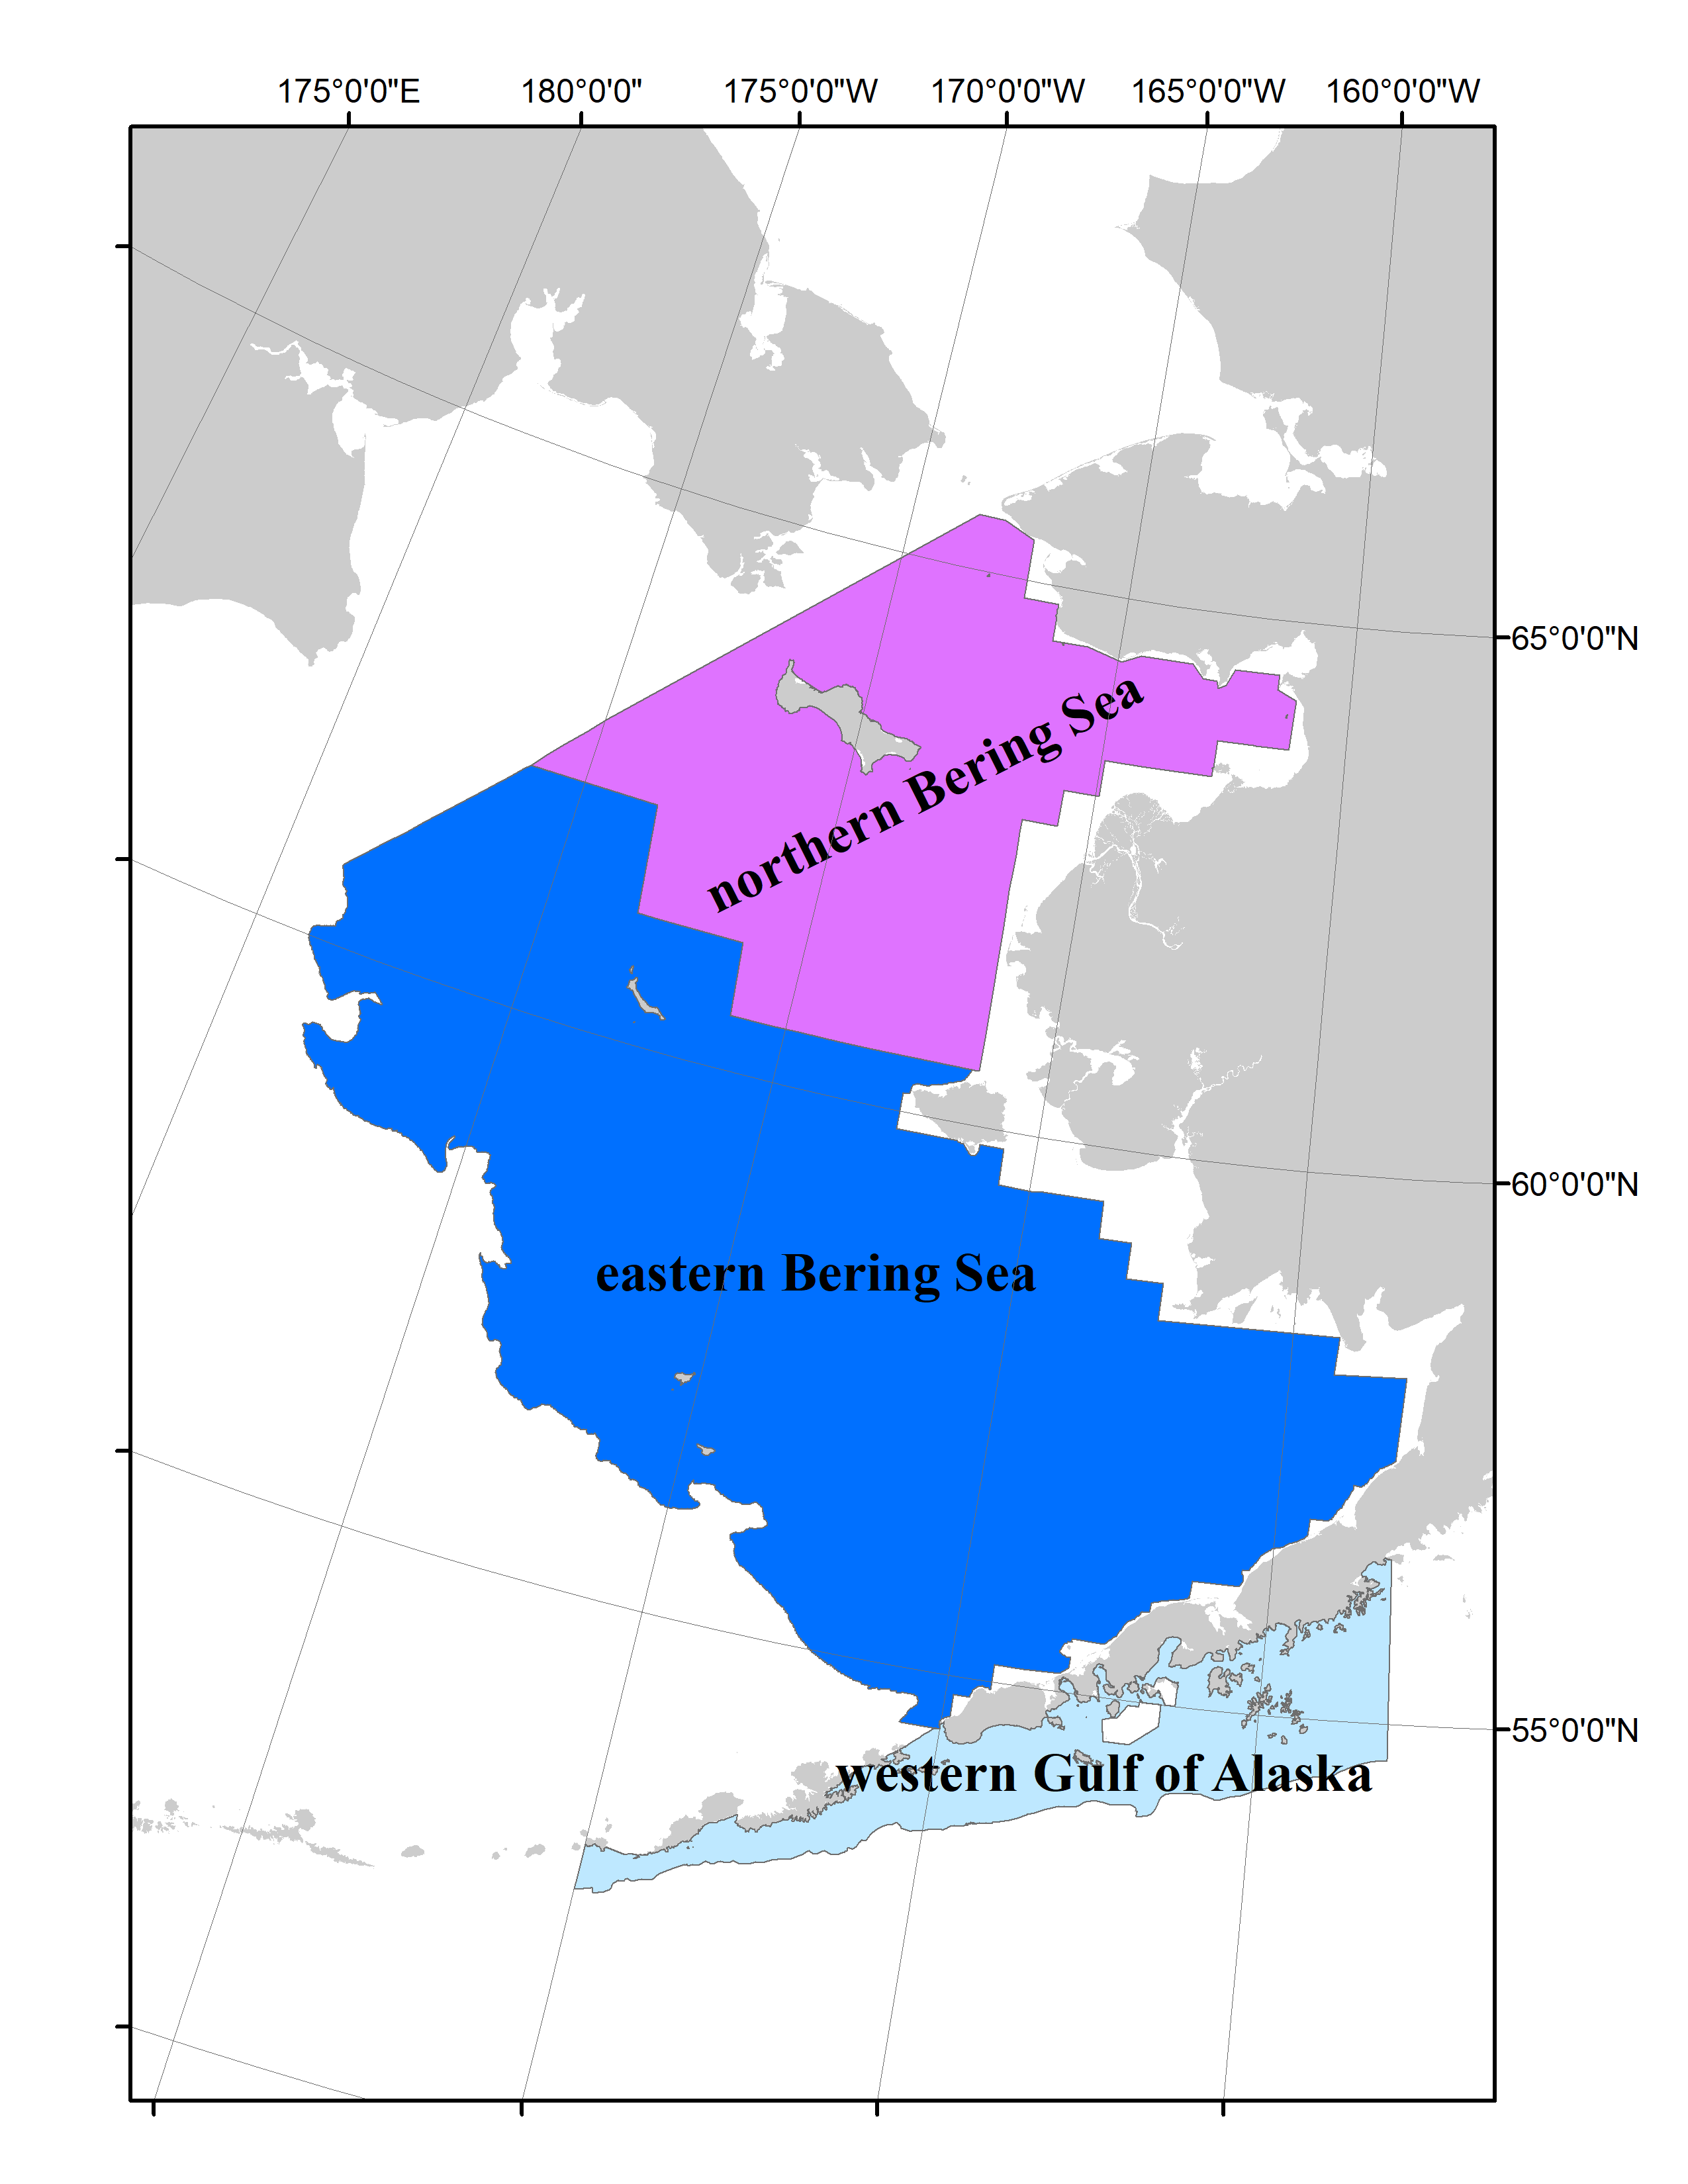 175°0'0"E
180°0'0"
175°0'0"W
170°0'0"W
165°0'0"W
160°0'0"W
65°0'0"N
northern Bering Sea
60°0'0"N
eastern Bering Sea
55°0'0"N
western Gulf of Alaska